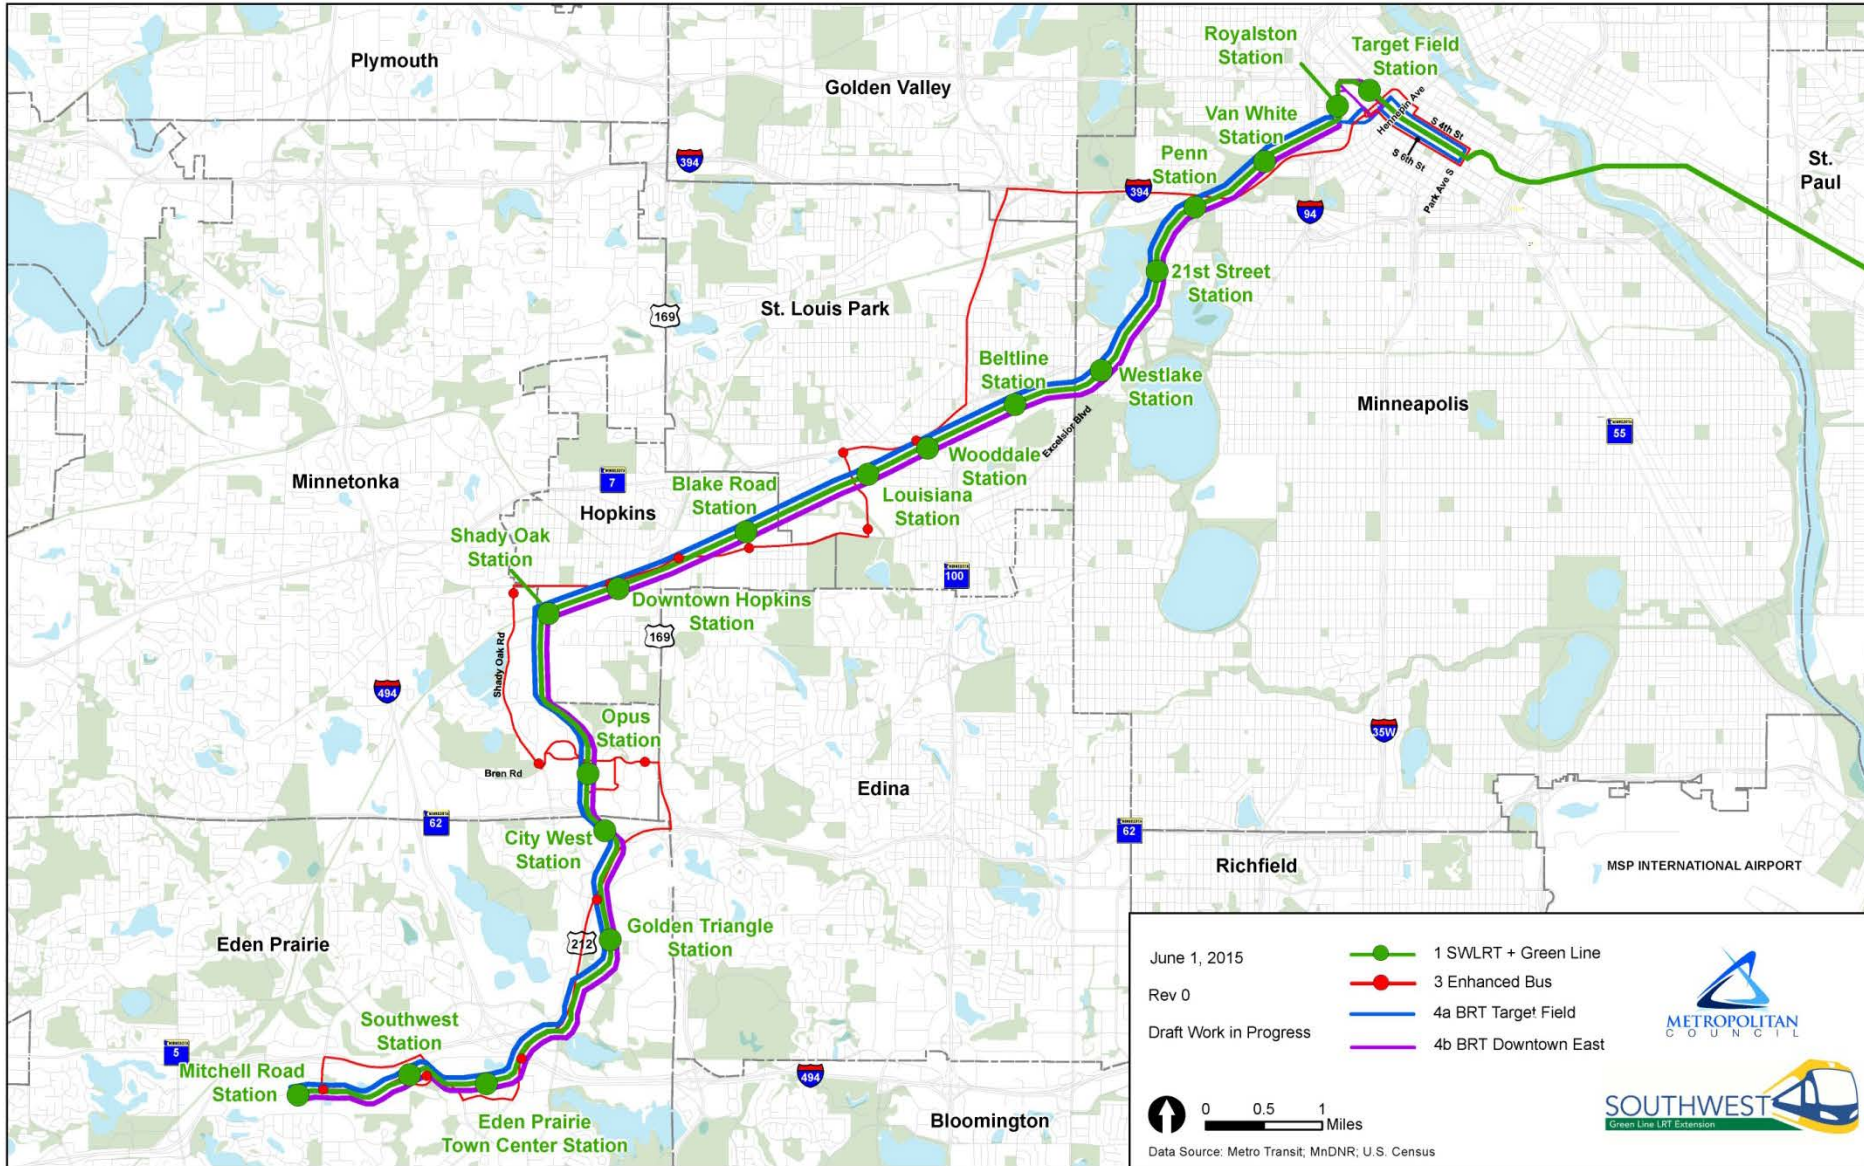 Plymouth
Golden Valley
Royalston
Station
Target Field
Station
Van White
Station
Hennepin Ave
S 4th St
S 6th St
Park Ave S
St.
Paul
394
Penn
Station
394
94
21st Street
Station
St. Louis Park
169
Beltline
Station
Westlake
Station
Minneapolis
Excelsior Blvd
55
Minnetonka
7
Hopkins
Blake Road
Station
Wooddale
Station
Louisiana
Station
Shady Oak
Station
100
Downtown Hopkins
Station
169
Shady Oak Rd
494
Opus
Station
Bren Rd
35W
Edina
62
City West
Station
62
Richfield
MSP INTERNATIONAL AIRPORT
Eden Prairie
212
Golden Triangle
Station
Southwest
Station
5
Mitchell Road
Station
Eden Prairie
Town Center Station
494
Bloomington
June 1, 2015
Rev 0
Draft Work in Progress
1 SWLRT + Green Line
3 Enhanced Bus
4a BRT Target Field
4b BRT Downtown East
METROPOLITAN
COUNCIL
0 0.5 1
Miles
SOUTHWEST
Green Line LRT Extension
Data Source: Metro Transit; MnDNR; U.S. Census